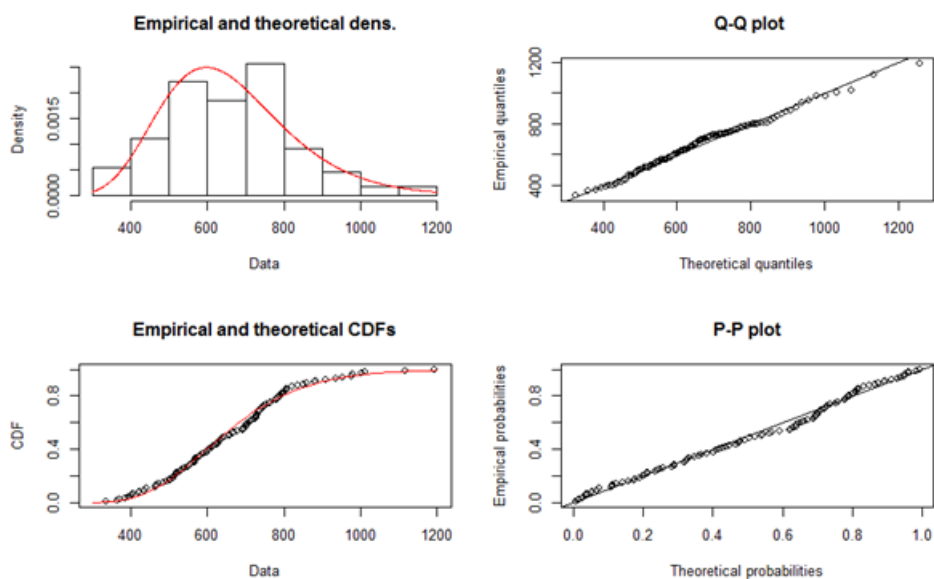 Empirical and theoretical dens.
Density
0.0000
0.0015
400 600 800 1000 1200
Data
Q-Q plot
Empirical quantiles
400
800
1200
400 600 800 1000 1200
Theoretical quantiles
Empirical and theoretical CDFs
CDF
0.0
0.4
0.8
400 600 800 1000 1200
Data
P-P plot
Empirical probabilities
0.0
0.4
0.8
0.0 0.2 0.4 0.6 0.8 1.0
Theoretical probabilities